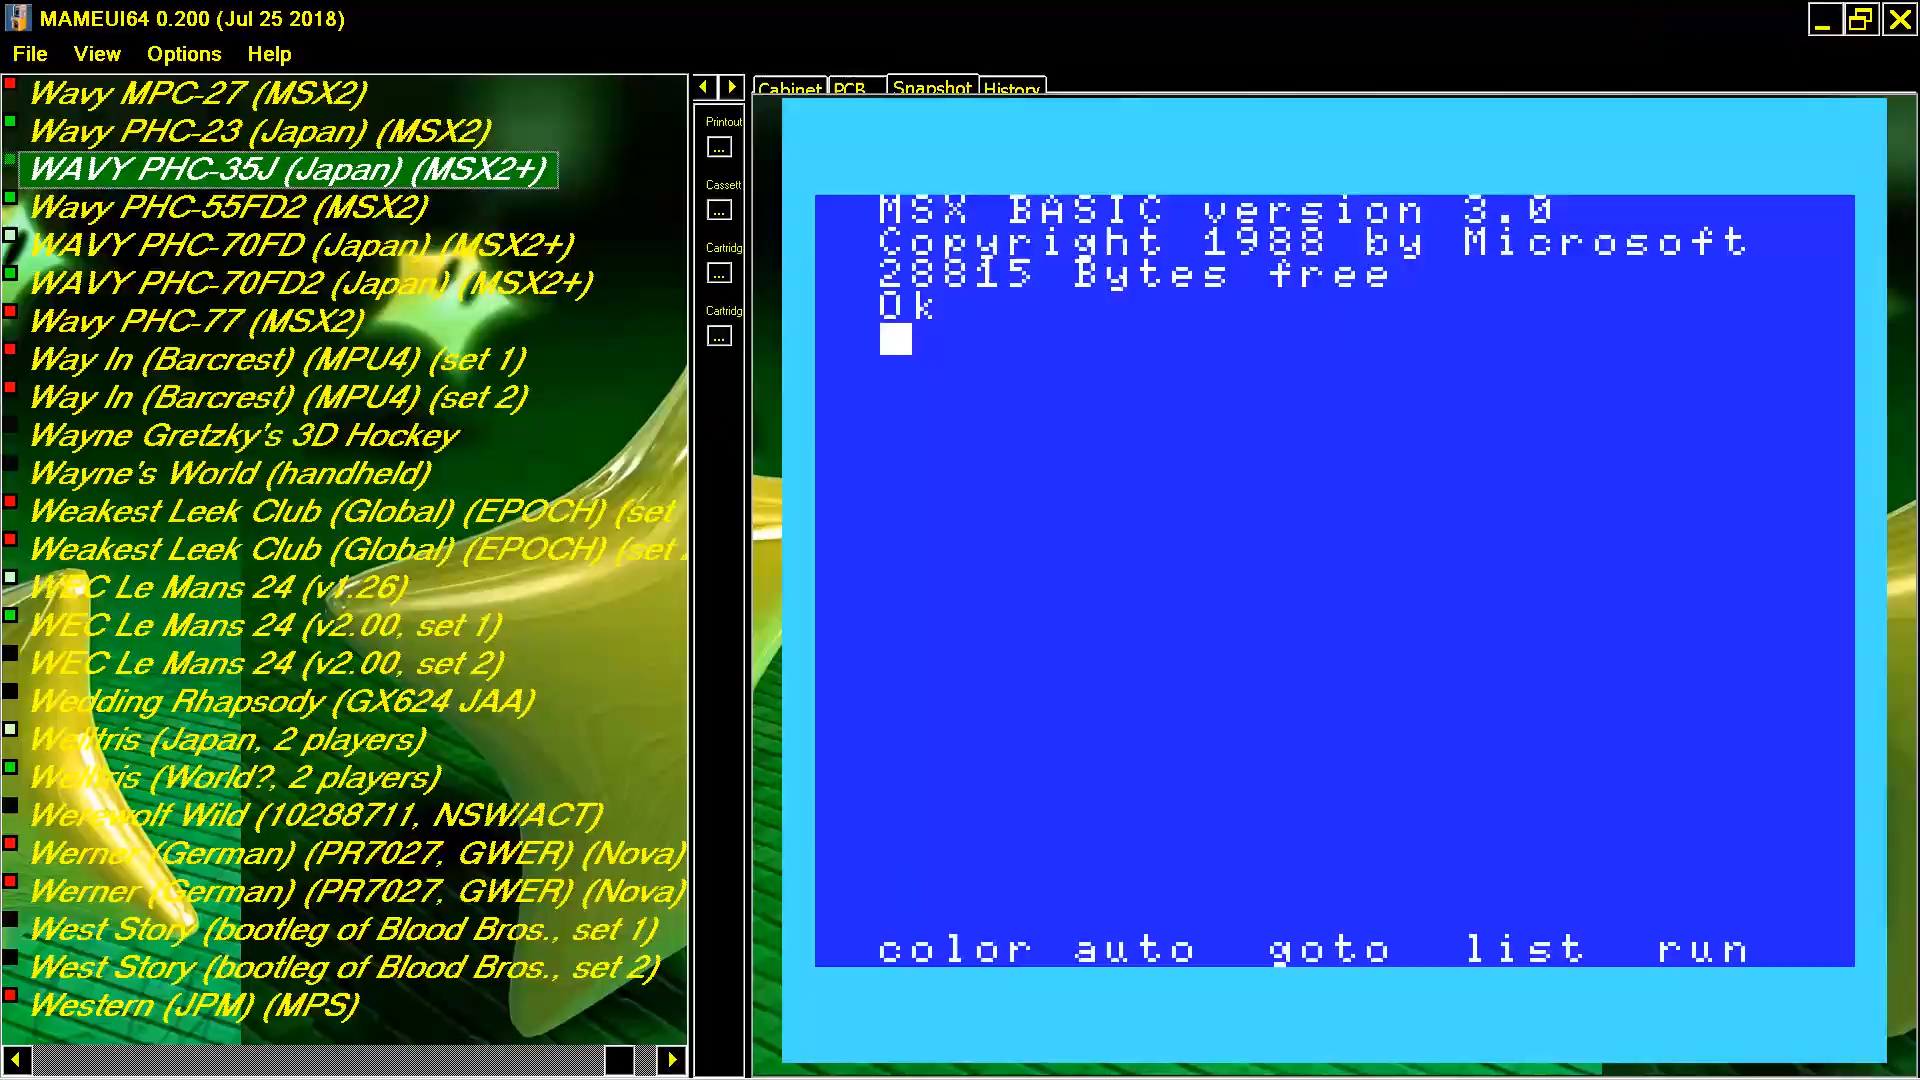 MAMEUI64 0.200 (Jul 25 2018)
File View Options Help
Wavy MPC-27 (MSX2)
Wavy PHC-23 (Japan) (MSX2)
WAVY PHC-35J (Japan) (MSX2+)
Wavy PHC-55FD2 (MSX2)
WAVY PHC-70FD (Japan) (MSX2+)
WAVY PHC-70FD2 (Japan) (MSX2+)
Wavy PHC-77 (MSX2)
Way In (Barcrest) (MPU4) (set 1)
Way In (Barcrest) (MPU4) (set 2)
Wayne Gretzky's 3D Hockey
Wayne's World (handheld)
Weakest Leek Club (Global) (EPOCH) (set
Weakest Leek Club (Global) (EPOCH) (set
WEC Le Mans 24 (v1.26)
WEC Le Mans 24 (v2.00, set 1)
WEC Le Mans 24 (v2.00, set 2)
Wedding Rhapsody (GX624 JAA)
Welltris (Japan, 2 players)
Welltris (World?, 2 players)
Werewolf Wild (10288711, NSW/ACT)
Werner (German) (PR7027, GWER) (Nova)
Werner (German) (PR7027, GWER) (Nova)
West Story (bootleg of Blood Bros., set 1)
West Story (bootleg of Blood Bros., set 2)
Western (JPM) (MPS)
Printout
...
Cassett
...
Cartridg
...
Cartridg
...
Cabinet PCB Snapshot History
MSX BASIC version 3.0
Copyright 1988 by Microsoft
28815 Bytes free
Ok
color auto goto list run